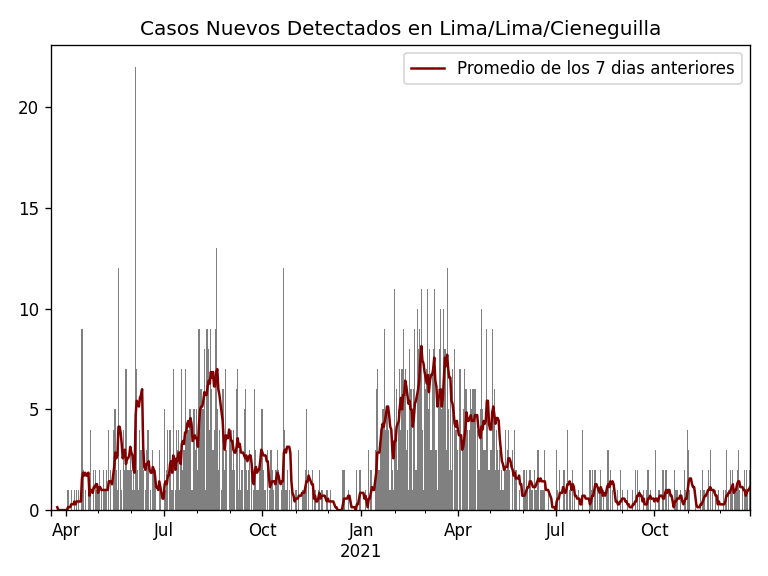 Casos Nuevos Detectados en Lima/Lima/Cieneguilla
Promedio de los 7 dias anteriores
20
15
10
5
0
Apr Jul Oct Jan Apr Jul Oct
2021